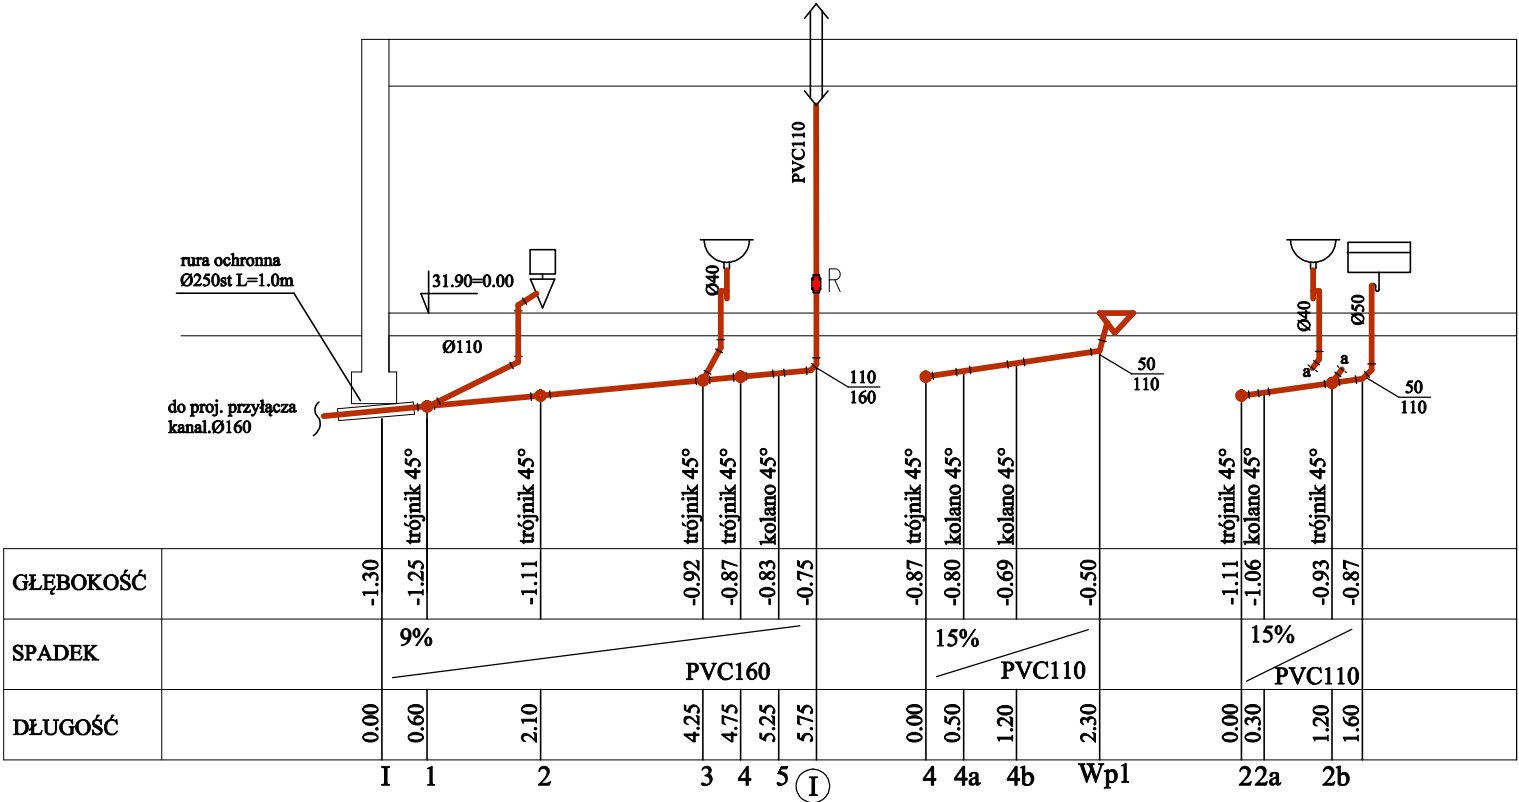 PVC110
R
rura ochronna
Ø250st L=1.0m
31.90=0.00
Ø110
Ø40
Ø40
Ø50
do proj. przyłącza
kanal.Ø160
110
160
50
110
a
a
50
110
trójnik 45°
trójnik 45°
trójnik 45°
trójnik 45°
kolano 45°
trójnik 45°
kolano 45°
kolano 45°
trójnik 45°
kolano 45°
trójnik 45°
GŁĘBOKOŚĆ
-1.30 -1.25 -1.11 -0.92 -0.87 -0.83 -0.75 -0.87 -0.80 -0.69 -0.50 -1.11 -1.06 -0.93 -0.87
SPADEK
9% PVC160 15% PVC110 15% PVC110
DŁUGOŚĆ
0.00 0.60 2.10 4.25 4.75 5.25 5.75 0.00 0.50 1.20 2.30 0.00 0.30 1.20 1.60
I 1 2 3 4 5 I 4 4a 4b Wp1 22a 2b